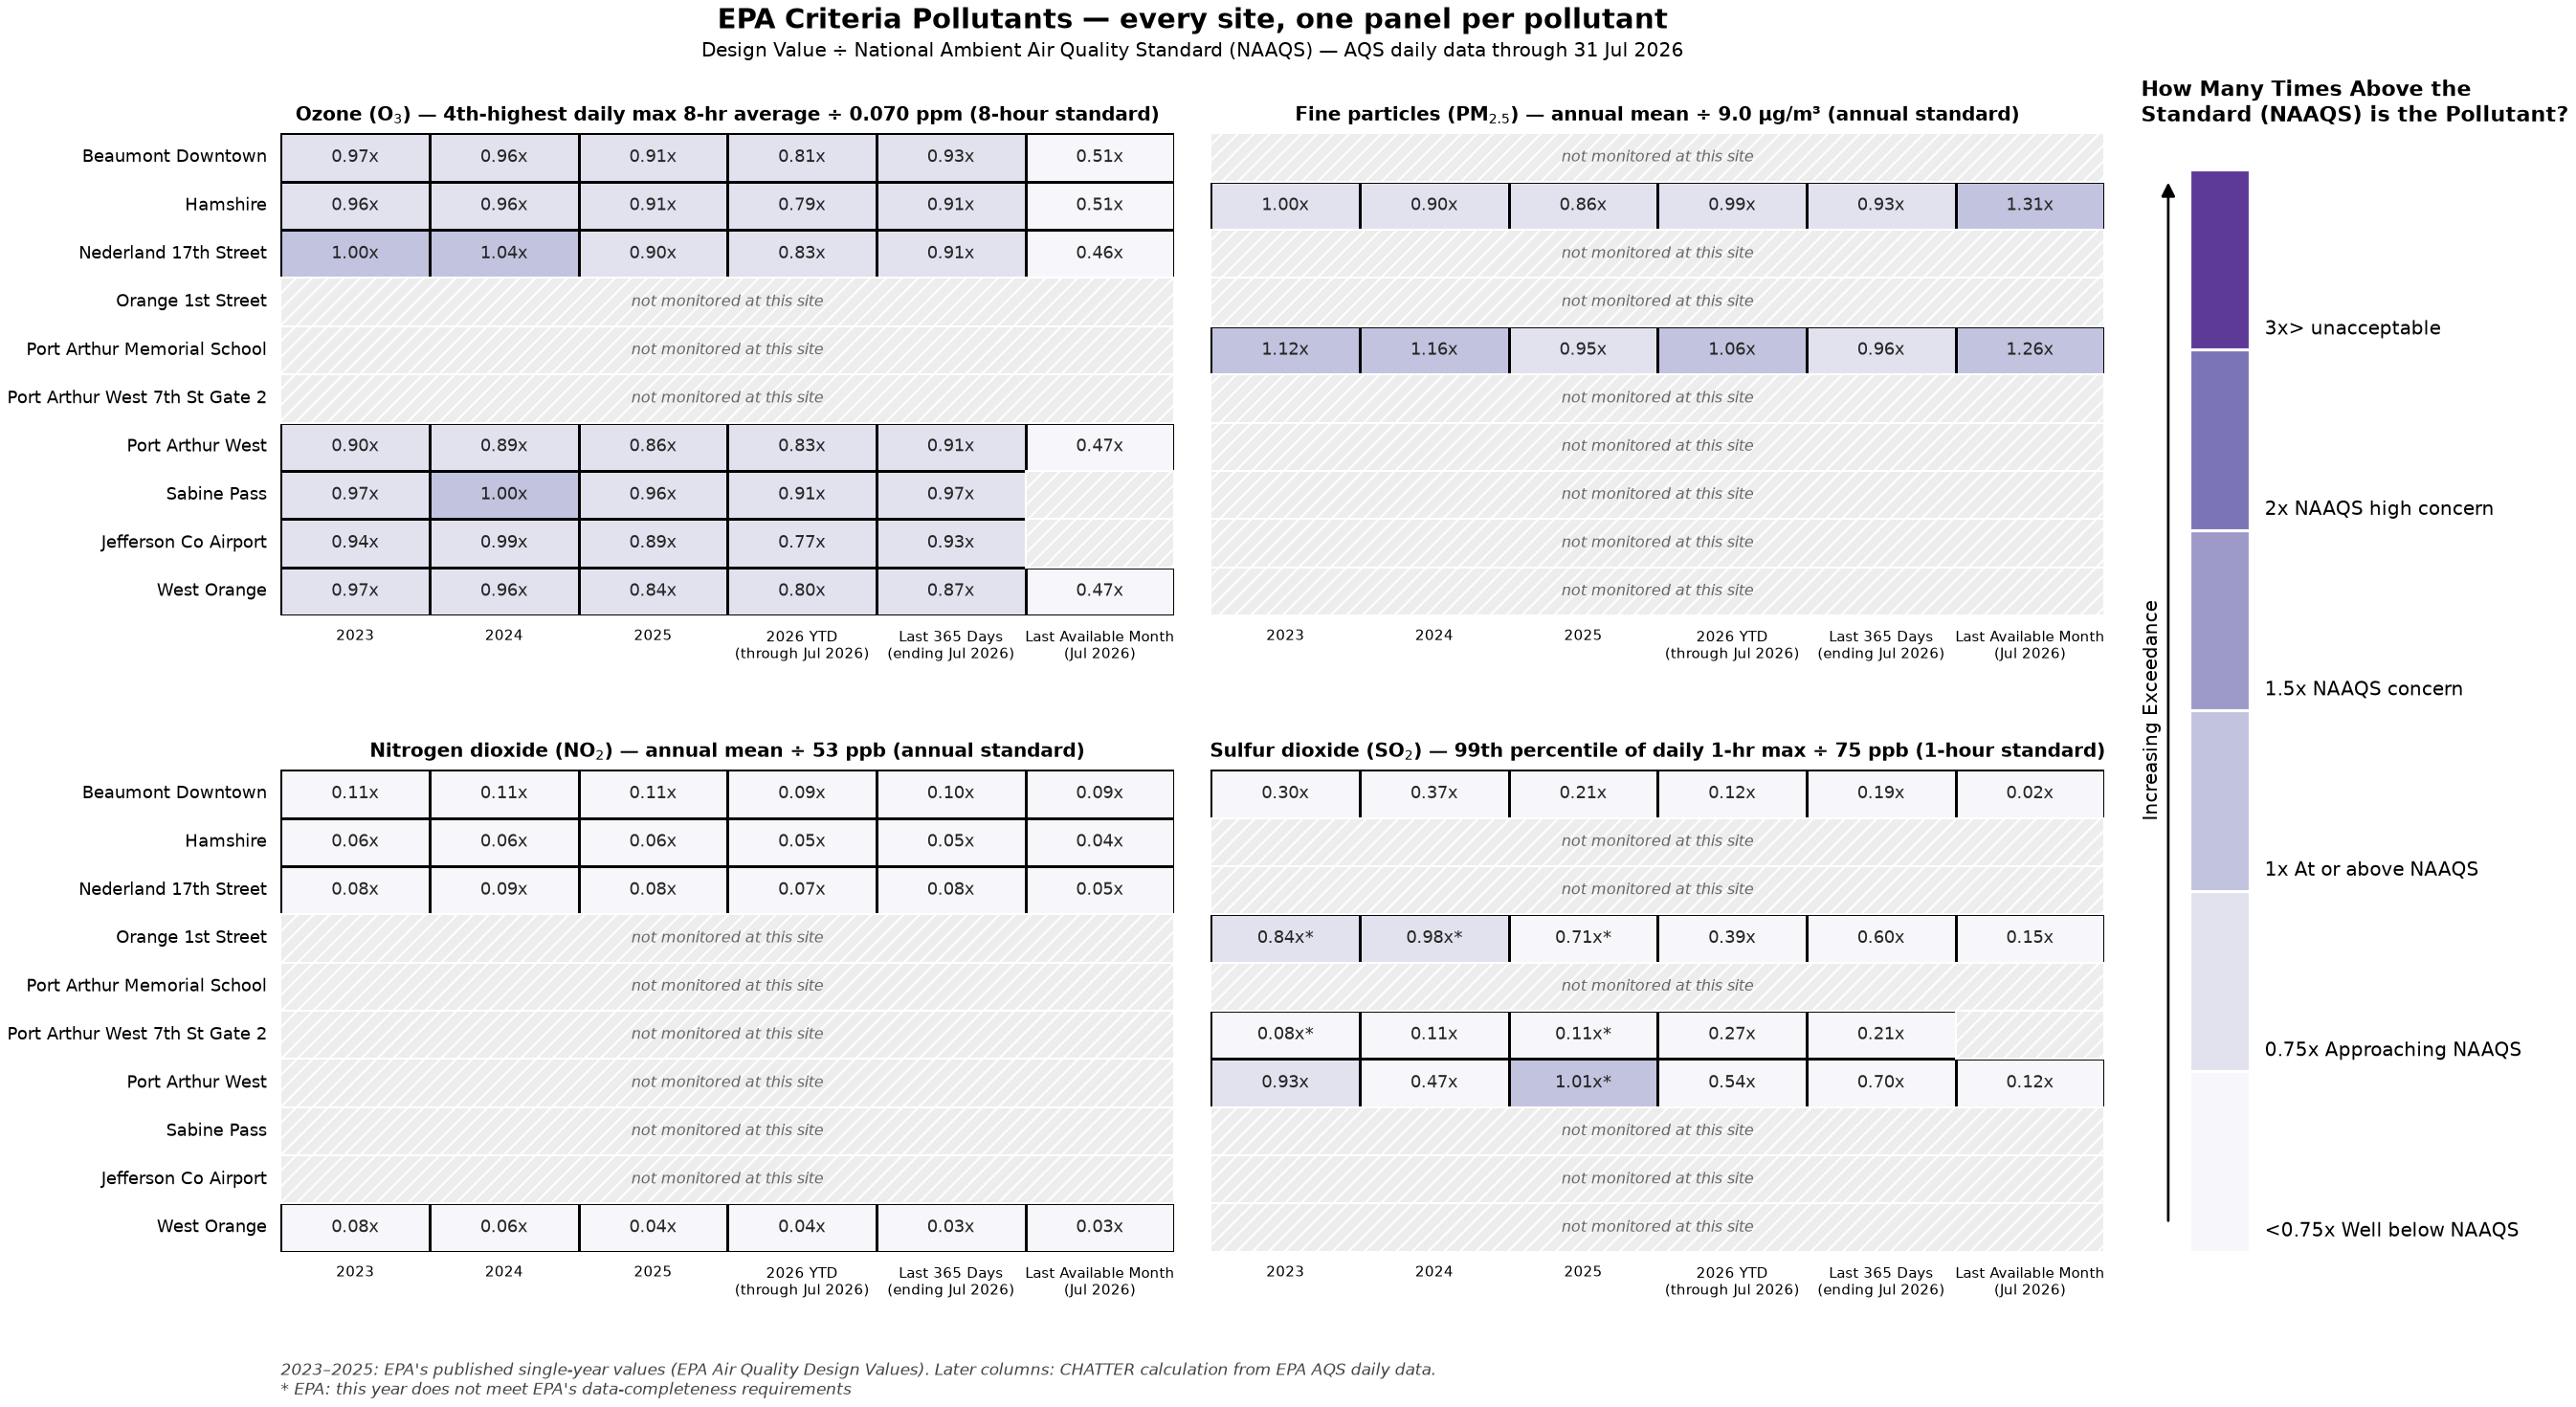 EPA Criteria Pollutants — every site, one panel per pollutant
Design Value ÷ National Ambient Air Quality Standard (NAAQS) — AQS daily data through 31 Jul 2026
Ozone (O₃) — 4th-highest daily max 8-hr average ÷ 0.070 ppm (8-hour standard)
Beaumont Downtown 0.97x 0.96x 0.91x 0.81x 0.93x 0.51x
Hamshire 0.96x 0.96x 0.91x 0.79x 0.91x 0.51x
Nederland 17th Street 1.00x 1.04x 0.90x 0.83x 0.91x 0.46x
Orange 1st Street not monitored at this site
Port Arthur Memorial School not monitored at this site
Port Arthur West 7th St Gate 2 not monitored at this site
Port Arthur West 0.90x 0.89x 0.86x 0.83x 0.91x 0.47x
Sabine Pass 0.97x 1.00x 0.96x 0.91x 0.97x
Jefferson Co Airport 0.94x 0.99x 0.89x 0.77x 0.93x
West Orange 0.97x 0.96x 0.84x 0.80x 0.87x 0.47x
2023 2024 2025 2026 YTD Last 365 Days Last Available Month
(through Jul 2026) (ending Jul 2026) (Jul 2026)
Fine particles (PM₂.₅) — annual mean ÷ 9.0 µg/m³ (annual standard)
not monitored at this site
1.00x 0.90x 0.86x 0.99x 0.93x 1.31x
not monitored at this site
not monitored at this site
1.12x 1.16x 0.95x 1.06x 0.96x 1.26x
not monitored at this site
not monitored at this site
not monitored at this site
not monitored at this site
not monitored at this site
2023 2024 2025 2026 YTD Last 365 Days Last Available Month
(through Jul 2026) (ending Jul 2026) (Jul 2026)
Nitrogen dioxide (NO₂) — annual mean ÷ 53 ppb (annual standard)
Beaumont Downtown 0.11x 0.11x 0.11x 0.09x 0.10x 0.09x
Hamshire 0.06x 0.06x 0.06x 0.05x 0.05x 0.04x
Nederland 17th Street 0.08x 0.09x 0.08x 0.07x 0.08x 0.05x
Orange 1st Street not monitored at this site
Port Arthur Memorial School not monitored at this site
Port Arthur West 7th St Gate 2 not monitored at this site
Port Arthur West not monitored at this site
Sabine Pass not monitored at this site
Jefferson Co Airport not monitored at this site
West Orange 0.08x 0.06x 0.04x 0.04x 0.03x 0.03x
2023 2024 2025 2026 YTD Last 365 Days Last Available Month
(through Jul 2026) (ending Jul 2026) (Jul 2026)
Sulfur dioxide (SO₂) — 99th percentile of daily 1-hr max ÷ 75 ppb (1-hour standard)
0.30x 0.37x 0.21x 0.12x 0.19x 0.02x
not monitored at this site
not monitored at this site
0.84x* 0.98x* 0.71x* 0.39x 0.60x 0.15x
not monitored at this site
0.08x* 0.11x 0.11x* 0.27x 0.21x
0.93x 0.47x 1.01x* 0.54x 0.70x 0.12x
not monitored at this site
not monitored at this site
not monitored at this site
2023 2024 2025 2026 YTD Last 365 Days Last Available Month
(through Jul 2026) (ending Jul 2026) (Jul 2026)
How Many Times Above the
Standard (NAAQS) is the Pollutant?
Increasing Exceedance
3x> unacceptable
2x NAAQS high concern
1.5x NAAQS concern
1x At or above NAAQS
0.75x Approaching NAAQS
<0.75x Well below NAAQS
2023–2025: EPA's published single-year values (EPA Air Quality Design Values). Later columns: CHATTER calculation from EPA AQS daily data.
* EPA: this year does not meet EPA's data-completeness requirements